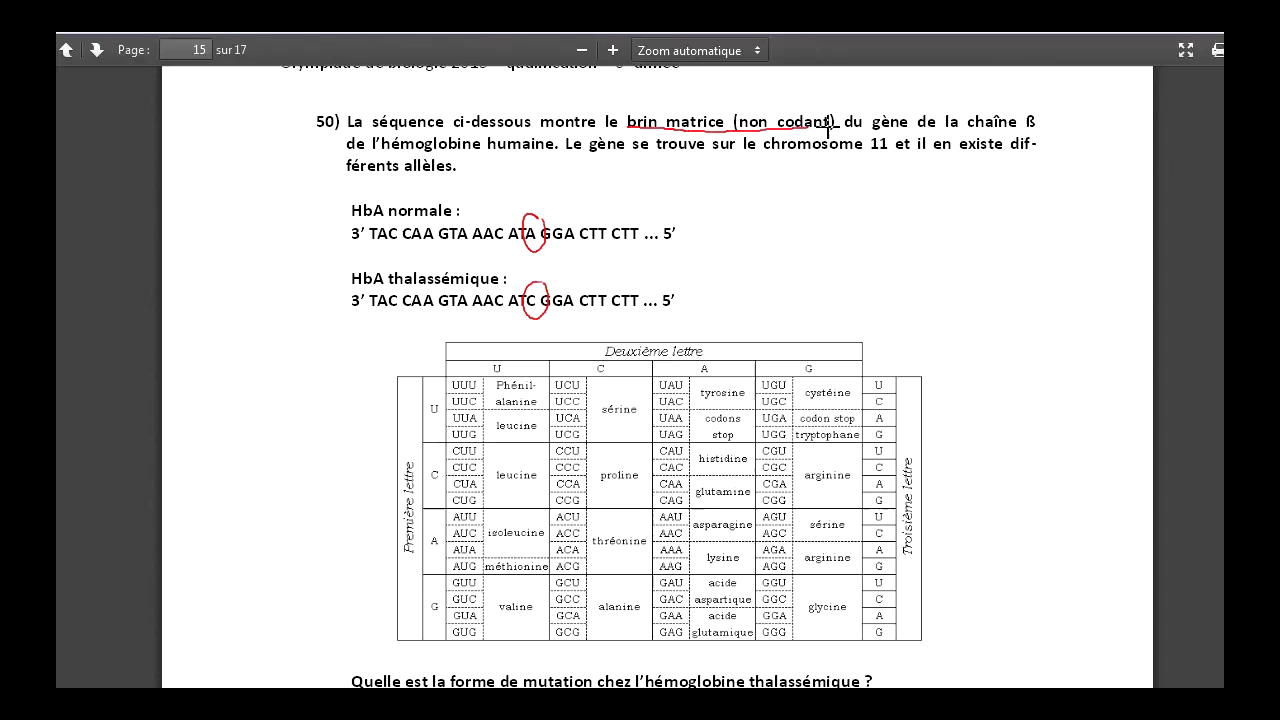 Page : 15 sur 17 Zoom automatique
Olympiade de biologie 2013 – qualification – 6e année
50) La séquence ci-dessous montre le brin matrice (non codant) du gène de la chaîne ß
de l’hémoglobine humaine. Le gène se trouve sur le chromosome 11 et il en existe dif-
férents allèles.
HbA normale :
3’ TAC CAA GTA AAC ATA GGA CTT CTT ... 5’
HbA thalassémique :
3’ TAC CAA GTA AAC ATC GGA CTT CTT ... 5’
Deuxième lettre
U C A G
UUU Phénil- UCU UAU UGU U
tyrosine cystéine
UUC alanine UCC UAC UGC C
U sérine
UUA UCA UAA codons UGA codon stop A
leucine
UUG UCG UAG stop UGG tryptophane G
CUU CCU CAU CGU U
histidine
CUC CCC CAC CGC C
C leucine proline arginine
CUA CCA CAA CGA A
glutamine
CUG CCG CAG CGG G
AUU ACU AAU AGU U
asparagine sérine
AUC isoleucine ACC AAC AGC C
A thréonine
AUA ACA AAA AGA A
lysine arginine
AUG méthionine ACG AAG AGG G
GUU GCU GAU acide GGU U
GUC GCC GAC aspartique GGC C
G valine alanine glycine
GUA GCA GAA acide GGA A
GUG GCG GAG glutamique GGG G
Première lettre
Troisième lettre
Quelle est la forme de mutation chez l’hémoglobine thalassémique ?